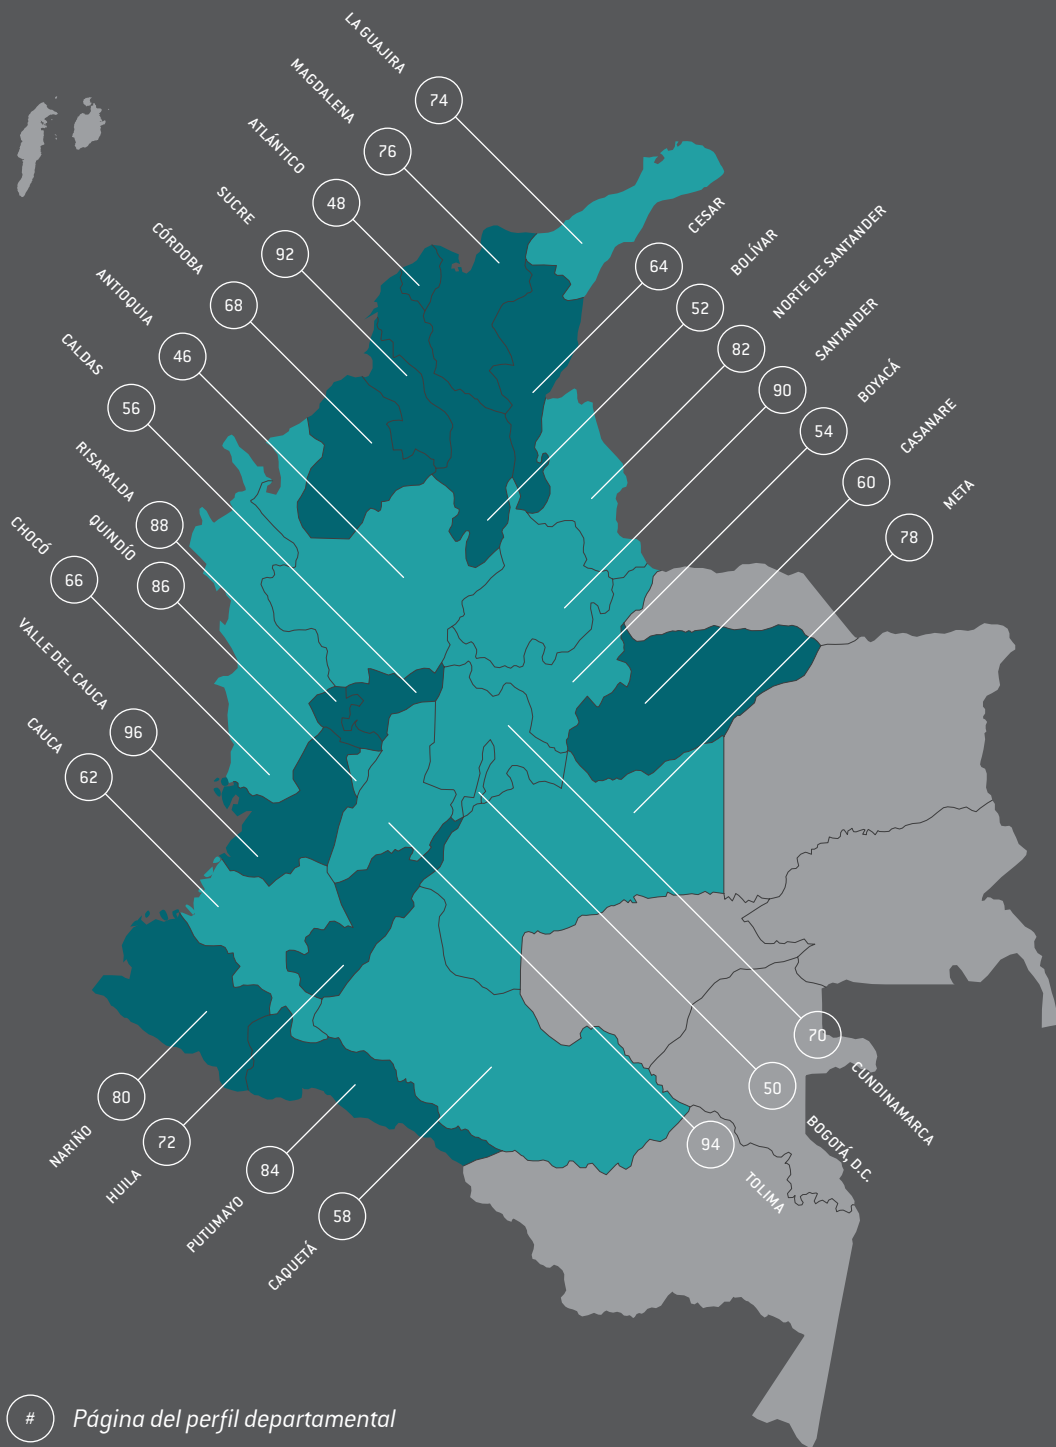 LA GUAJIRA
74
MAGDALENA
76
ATLÁNTICO
48
SUCRE
92
CÓRDOBA
68
ANTIOQUIA
46
CALDAS
56
RISARALDA
88
QUINDÍO
86
CHOCÓ
66
VALLE DEL CAUCA
96
CAUCA
62
CESAR
64
BOLÍVAR
52
NORTE DE SANTANDER
82
SANTANDER
90
BOYACÁ
54
CASANARE
60
META
78
70
CUNDINAMARCA
50
BOGOTÁ, D.C.
94
TOLIMA
80
NARIÑO
72
HUILA
84
PUTUMAYO
58
CAQUETÁ
# Página del perfil departamental